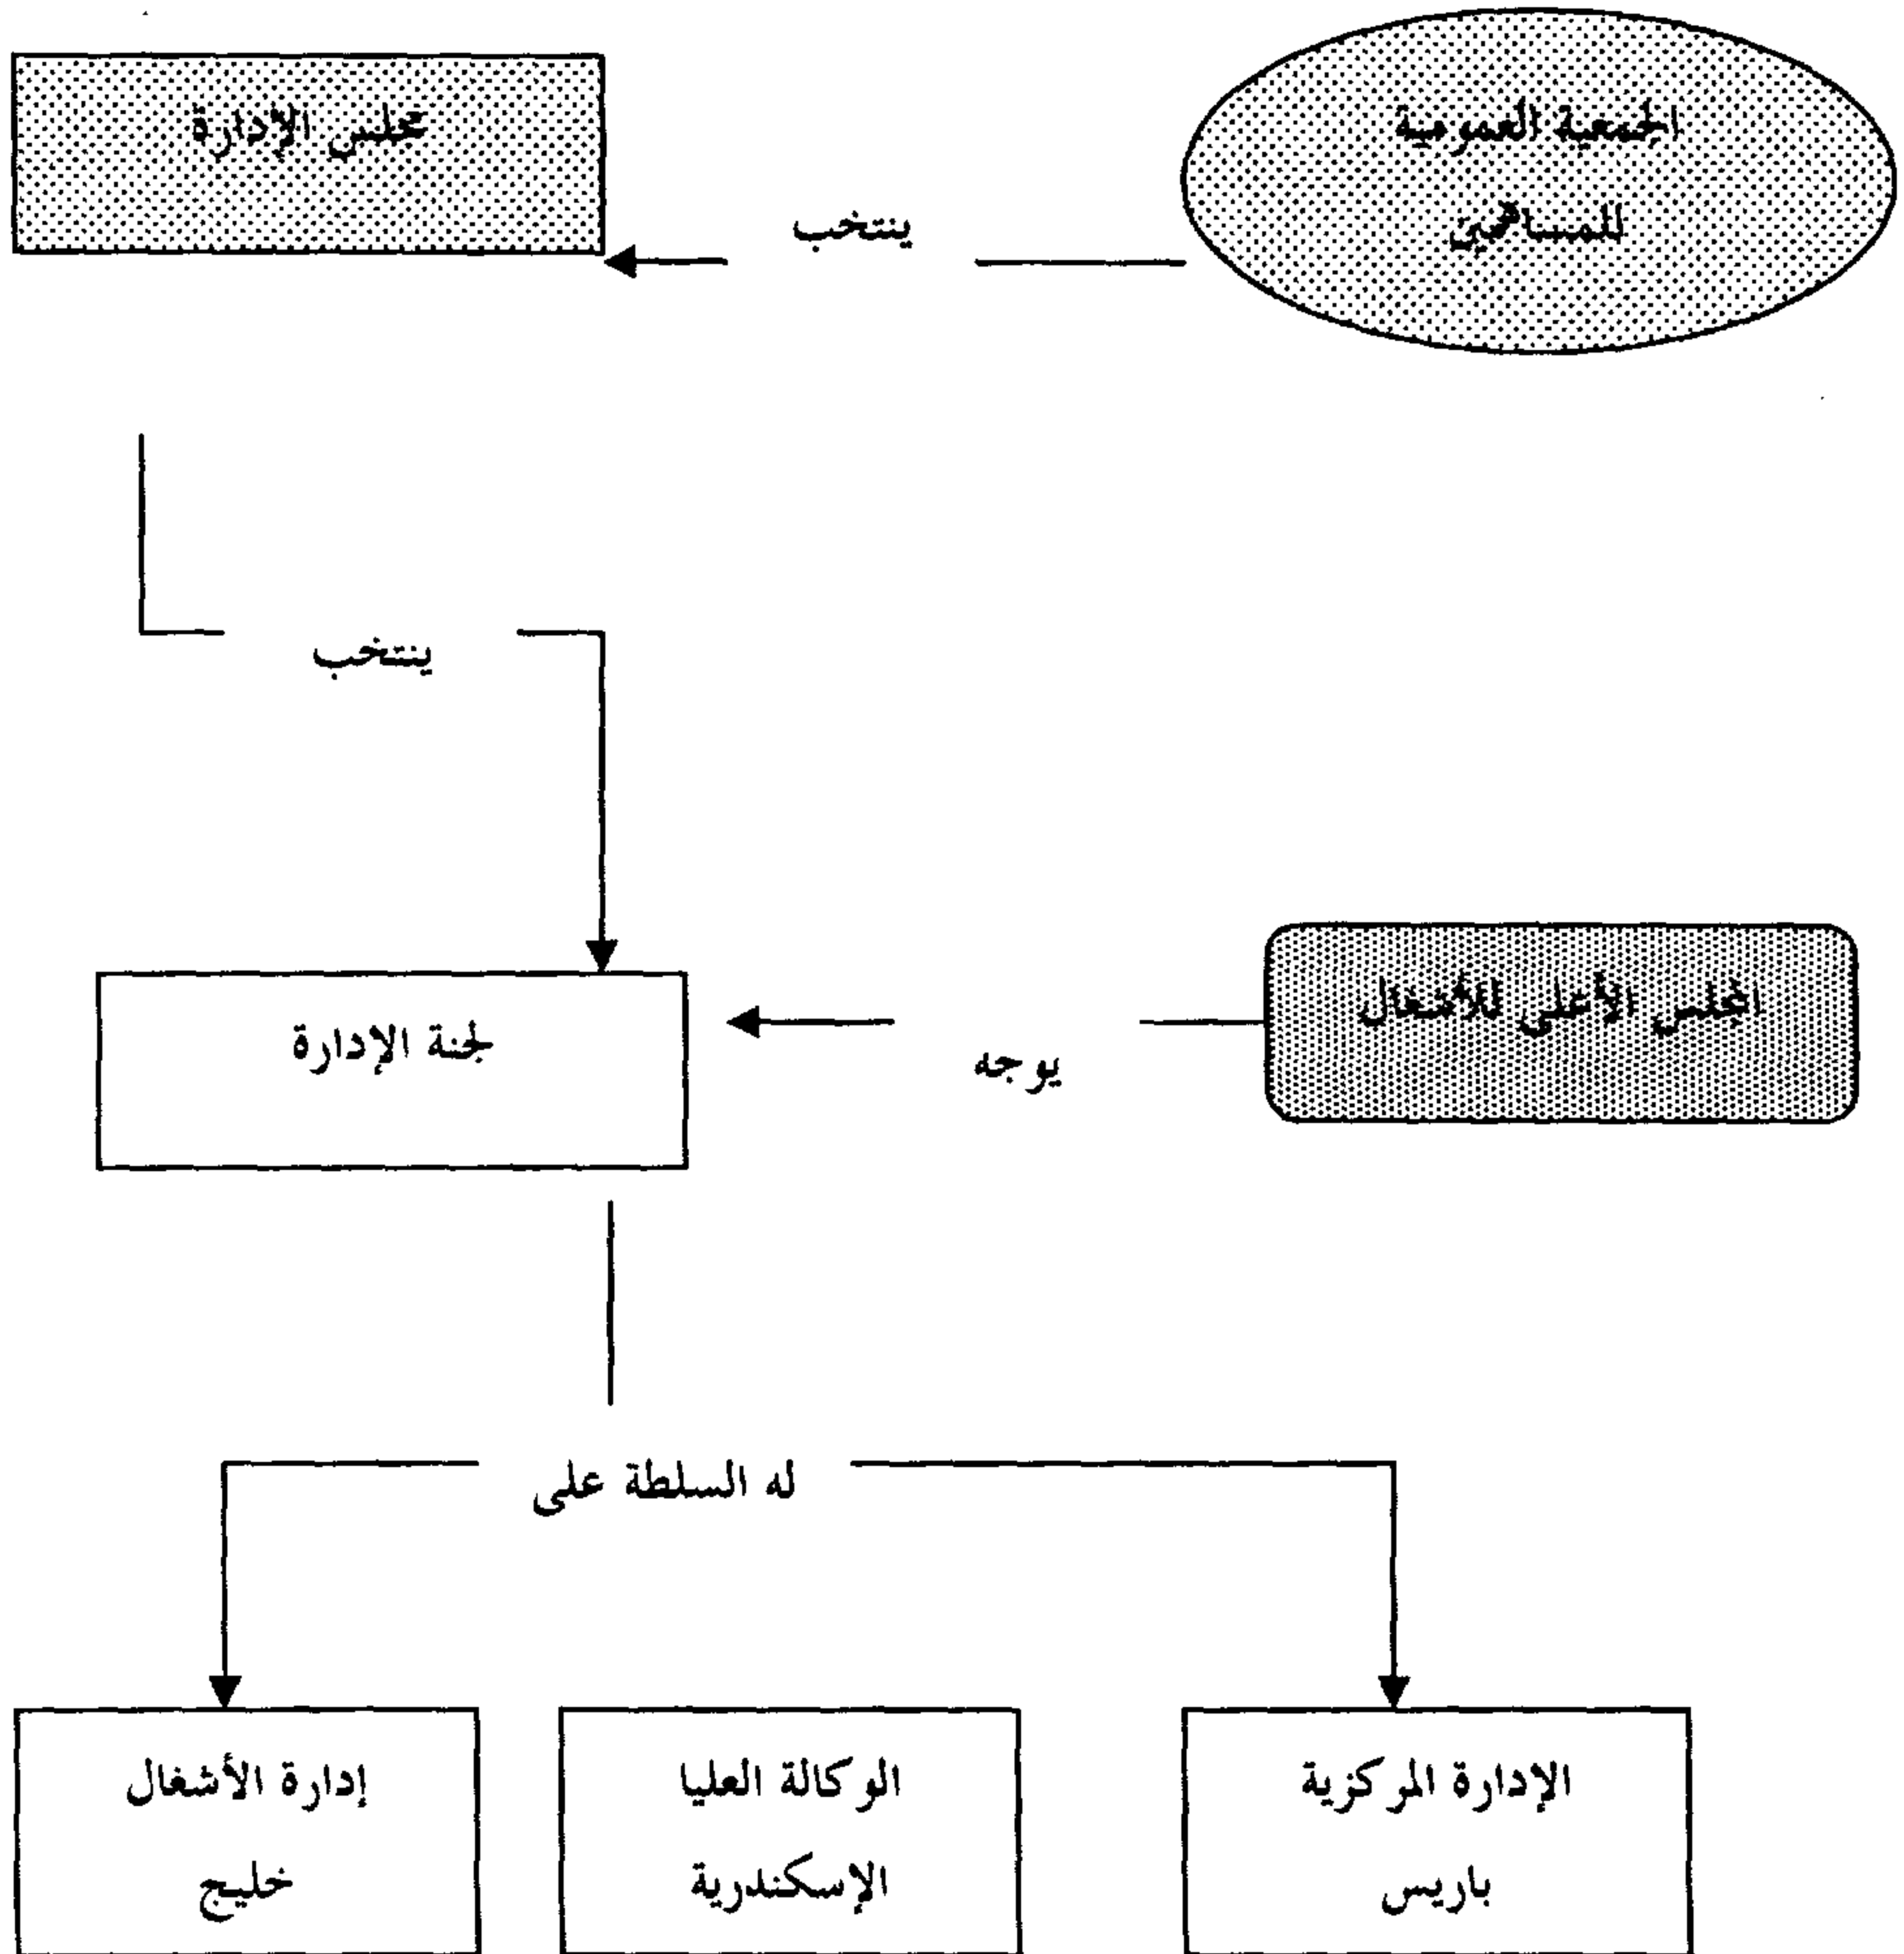 الجمعية العمومية
للمساهمين
مجلس الإدارة
ينتخب
ينتخب
المجلس الأعلى للأشغال
لجنة الإدارة
يوجه
له السلطة على
الإدارة المركزية
باريس
الوكالة العليا
الإسكندرية
إدارة الأشغال
خليج